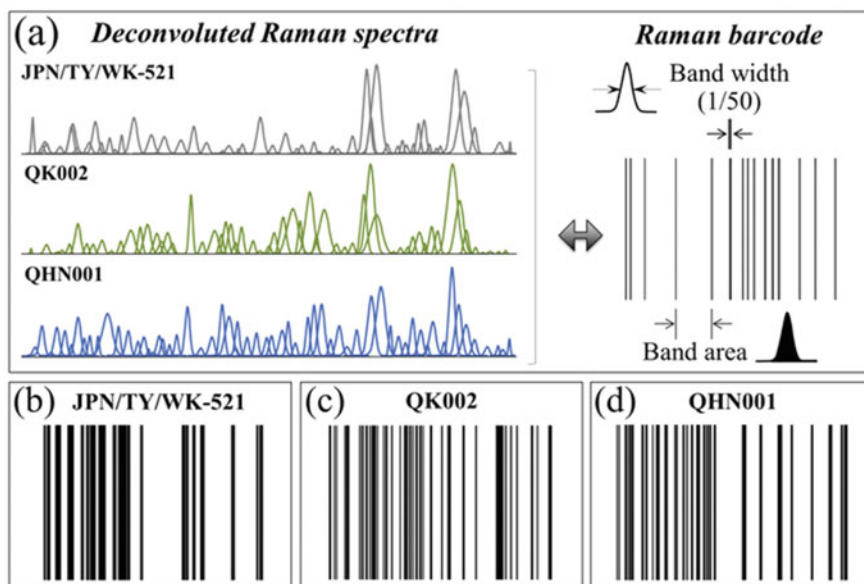 (a) Deconvoluted Raman spectra
Raman barcode
JPN/TY/WK-521
QK002
QHN001
Band width
(1/50)
Band area
(b) JPN/TY/WK-521
(c) QK002
(d) QHN001